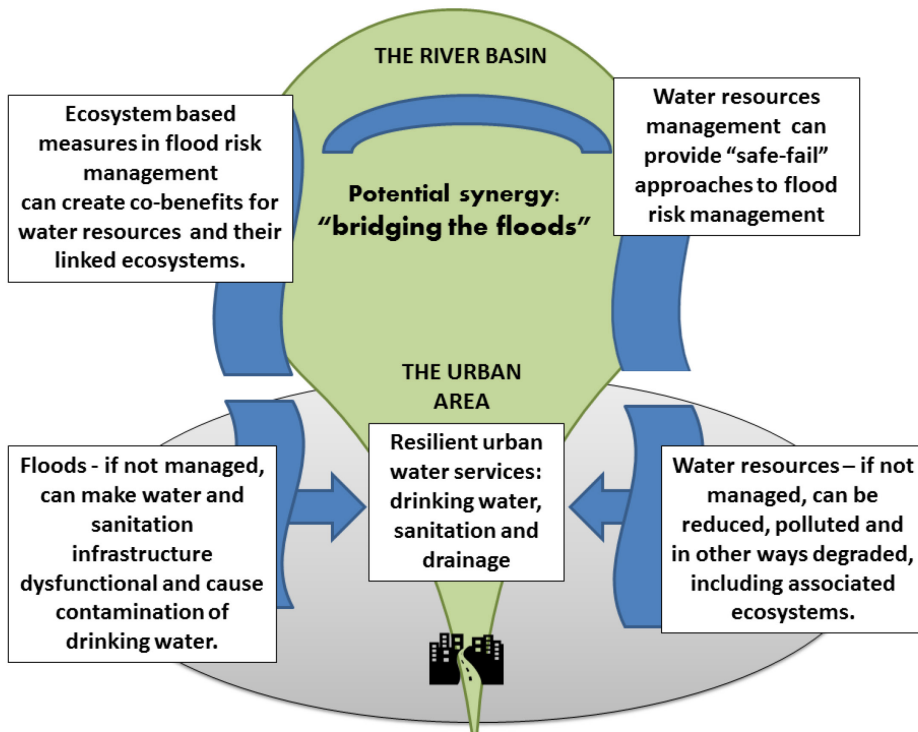 THE RIVER BASIN
Ecosystem based
measures in flood risk
management
can create co-benefits for
water resources and their
linked ecosystems.
Water resources
management can
provide “safe-fail”
approaches to flood
risk management
Potential synergy:
“bridging the floods”
THE URBAN
AREA
Floods - if not managed,
can make water and
sanitation
infrastructure
dysfunctional and cause
contamination of
drinking water.
Resilient urban
water services:
drinking water,
sanitation and
drainage
Water resources – if not
managed, can be
reduced, polluted and
in other ways degraded,
including associated
ecosystems.